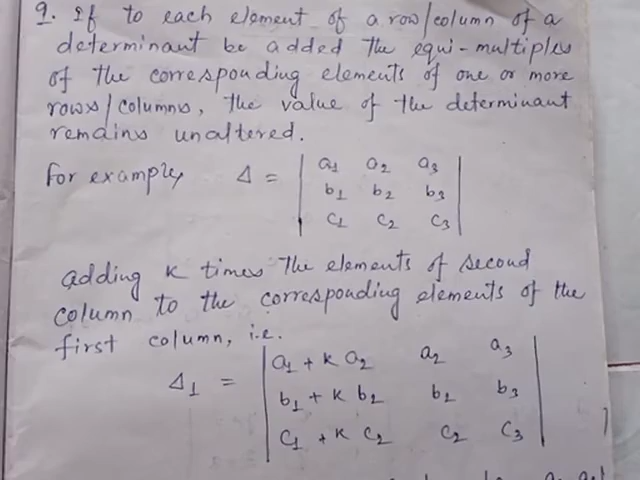 9. If to each element of a row/column of a
determinant be added the equi-multiples
of the corresponding elements of one or more
rows/columns, the value of the determinant
remains unaltered.
For example, Δ = | a1 a2 a3 |
| b1 b2 b3 |
| c1 c2 c3 |
adding K times the elements of second
column to the corresponding elements of the
first column, i.e.
Δ1 = | a1 + K a2 a2 a3 |
| b1 + K b2 b2 b3 |
| c1 + K c2 c2 c3 |